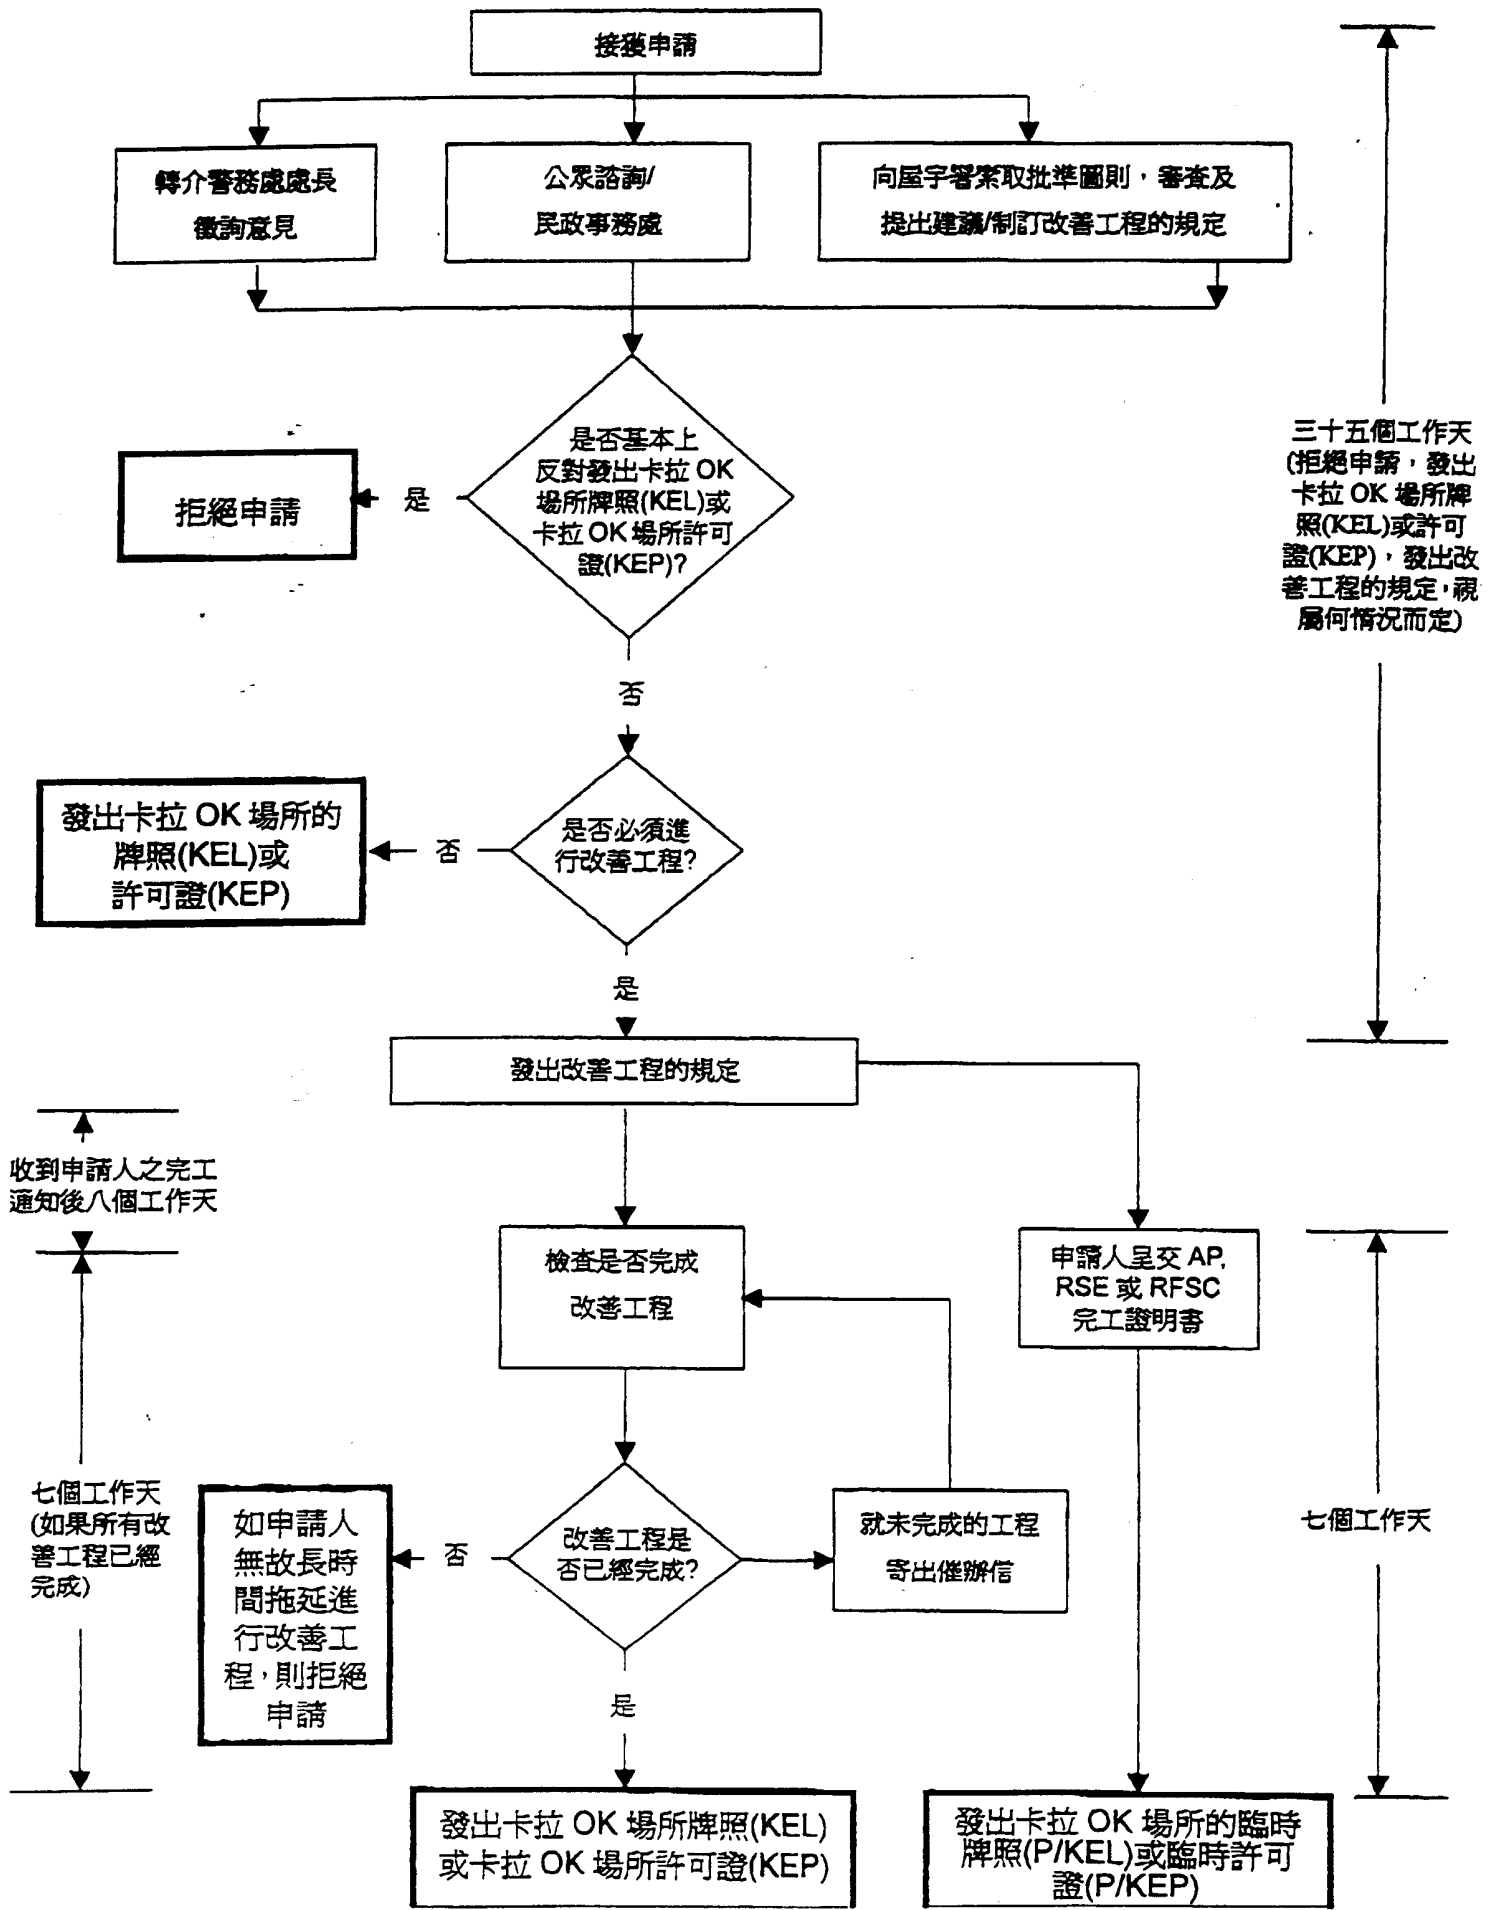 接獲申請
轉介警務處處長
徵詢意見
公眾諮詢/
民政事務處
向屋宇署索取批準圖則，審查及
提出建議/制訂改善工程的規定
三十五個工作天
(拒絕申請，發出
卡拉 OK 場所牌
照(KEL)或許可
證(KEP)，發出改
善工程的規定，視
屬何情況而定)
是否基本上
反對發出卡拉 OK
場所牌照(KEL)或
卡拉 OK 場所許可
證(KEP)?
是
拒絕申請
否
是否必須進
行改善工程?
否
發出卡拉 OK 場所的
牌照(KEL)或
許可證(KEP)
是
發出改善工程的規定
收到申請人之完工
通知後八個工作天
檢查是否完成
改善工程
申請人呈交 AP,
RSE 或 RFSC
完工證明書
七個工作天
(如果所有改
善工程已經
完成)
如申請人
無故長時
間拖延進
行改善工
程，則拒絕
申請
否
改善工程是
否已經完成?
就未完成的工程
寄出催辦信
七個工作天
是
發出卡拉 OK 場所牌照(KEL)
或卡拉 OK 場所許可證(KEP)
發出卡拉 OK 場所的臨時
牌照(P/KEL)或臨時許可
證(P/KEP)